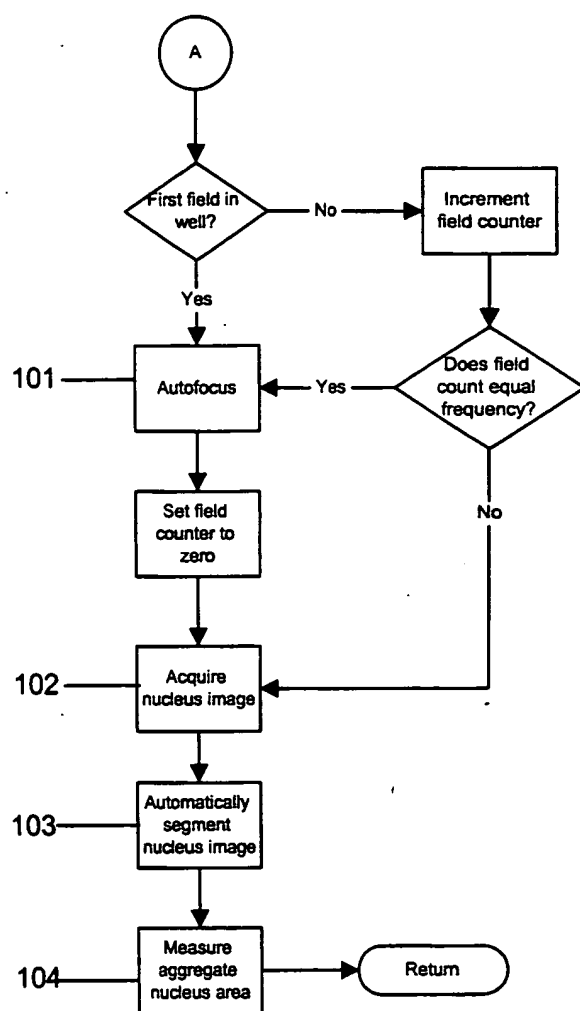 A
First field in
well?
No
Increment
field counter
Yes
101
Autofocus
Yes
Does field
count equal
frequency?
Set field
counter to
zero
No
102
Acquire
nucleus image
103
Automatically
segment
nucleus image
104
Measure
aggregate
nucleus area
Return